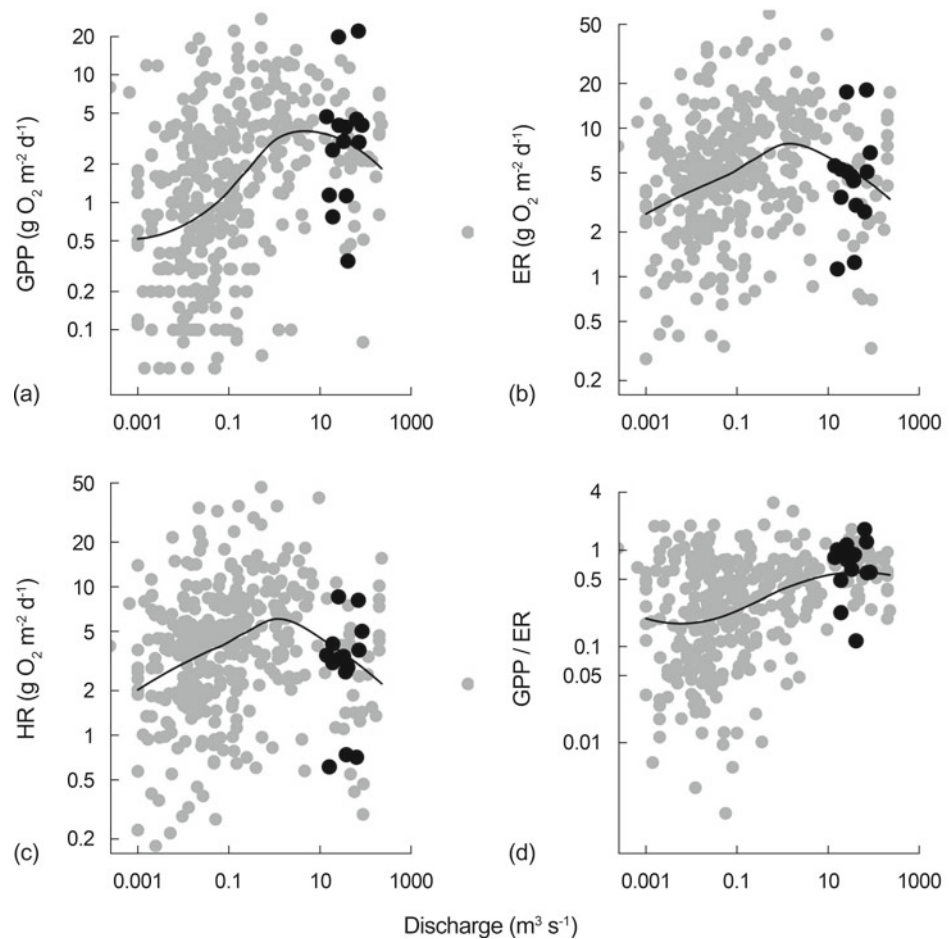 20
10
5
2
1
0.5
0.2
0.1
GPP (g O₂ m⁻² d⁻¹)
(a)
0.001 0.1 10 1000
50
20
10
5
2
1
0.5
0.2
ER (g O₂ m⁻² d⁻¹)
(b)
0.001 0.1 10 1000
50
20
10
5
2
1
0.5
0.2
HR (g O₂ m⁻² d⁻¹)
(c)
0.001 0.1 10 1000
4
1
0.5
0.1
0.05
0.01
GPP / ER
(d)
0.001 0.1 10 1000
Discharge (m³ s⁻¹)